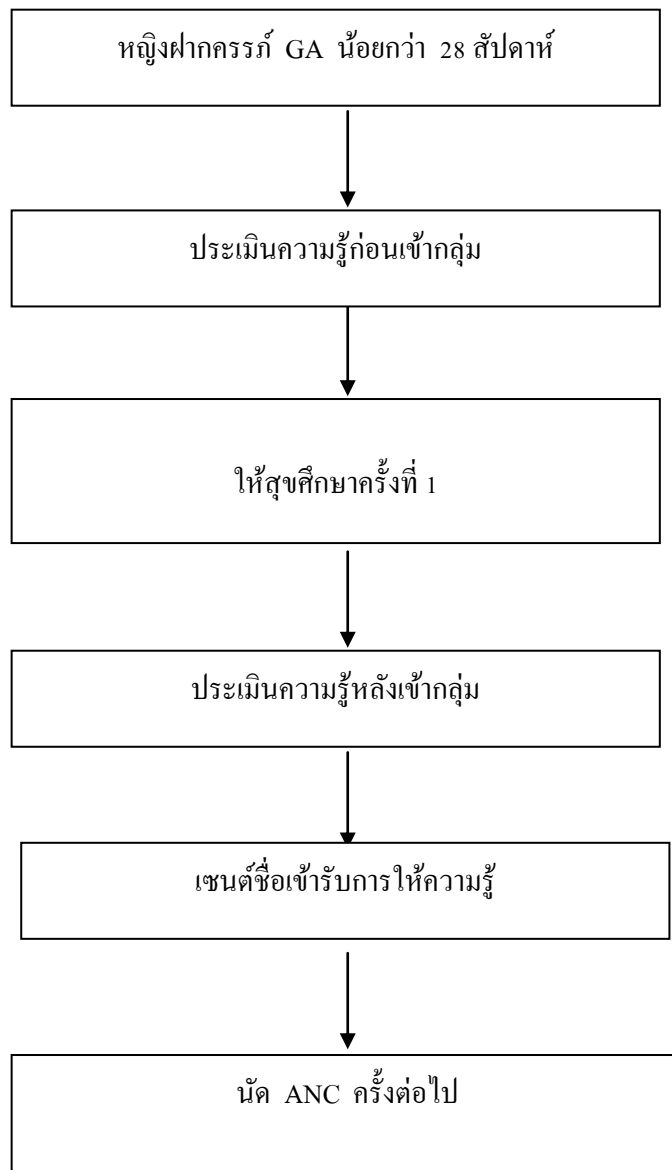 หญิงฝากครรภ์ GA น้อยกว่า 28 สัปดาห์
ประเมินความรู้ก่อนเข้ากลุ่ม
ให้สุขศึกษาครั้งที่ 1
ประเมินความรู้หลังเข้ากลุ่ม
เซนต์ชื่อเข้ารับการให้ความรู้
นัด ANC ครั้งต่อไป